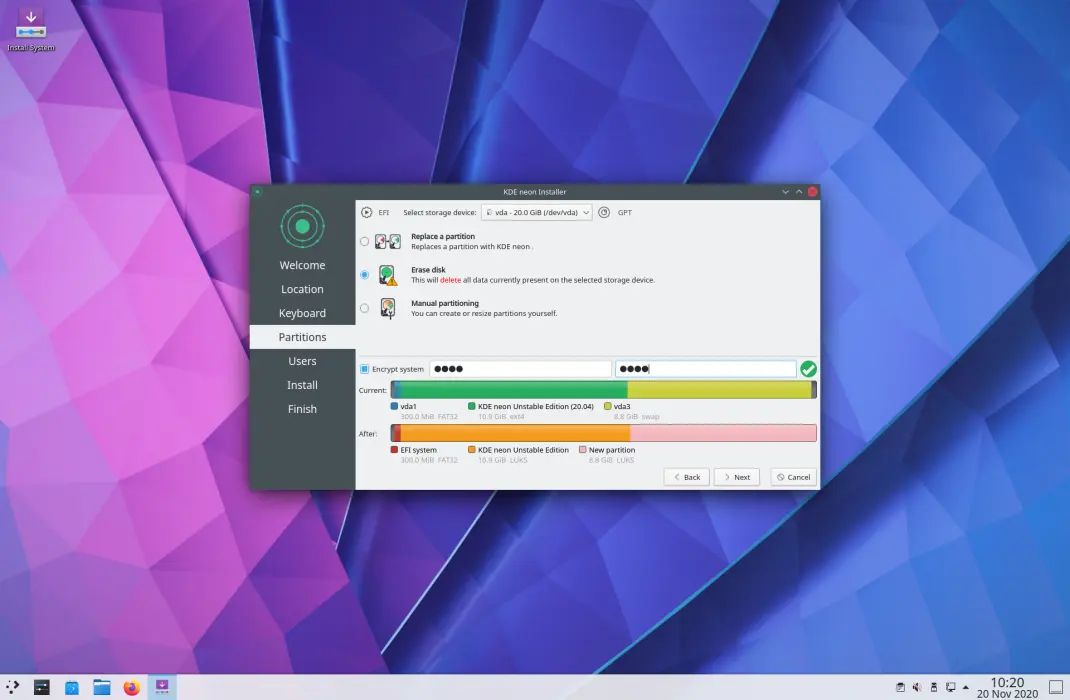 Install System
KDE neon Installer
Welcome
Location
Keyboard
Partitions
Users
Install
Finish
EFI Select storage device: vda - 20.0 GiB (/dev/vda) GPT
Replace a partition
Replaces a partition with KDE neon .
Erase disk
This will delete all data currently present on the selected storage device.
Manual partitioning
You can create or resize partitions yourself.
Encrypt system ●●●● ●●●●
Current:
vda1 KDE neon Unstable Edition (20.04) vda3
300.0 MiB FAT32 10.9 GiB ext4 8.8 GiB swap
After:
EFI system KDE neon Unstable Edition New partition
300.0 MiB FAT32 10.9 GiB LUKS 8.8 GiB LUKS
Back Next Cancel
10:20
20 Nov 2020